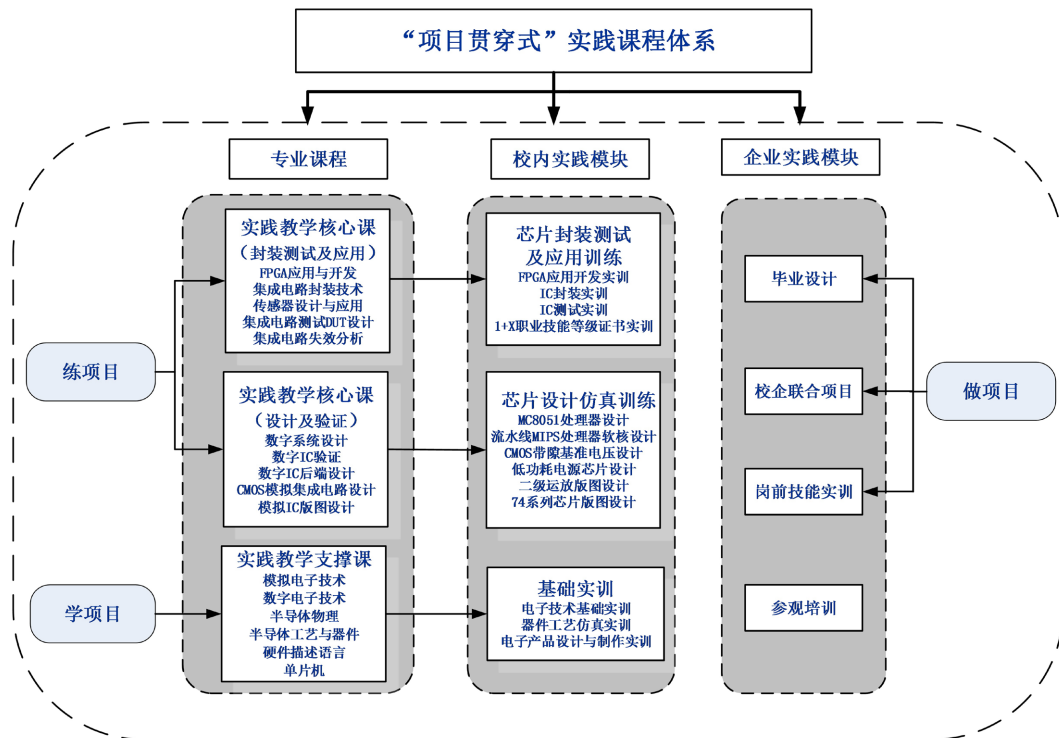 “项目贯穿式”实践课程体系
专业课程
校内实践模块
企业实践模块
练项目
学项目
实践教学核心课
（封装测试及应用）
FPGA应用与开发
集成电路封装技术
传感器设计与应用
集成电路测试DUT设计
集成电路失效分析
实践教学核心课
（设计及验证）
数字系统设计
数字IC验证
数字IC后端设计
CMOS模拟集成电路设计
模拟IC版图设计
实践教学支撑课
模拟电子技术
数字电子技术
半导体物理
半导体工艺与器件
硬件描述语言
单片机
芯片封装测试
及应用训练
FPGA应用开发实训
IC封装实训
IC测试实训
1+X职业技能等级证书实训
芯片设计仿真训练
MC8051处理器设计
流水线MIPS处理器软核设计
CMOS带隙基准电压设计
低功耗电源芯片设计
二级运放版图设计
74系列芯片版图设计
基础实训
电子技术基础实训
器件工艺仿真实训
电子产品设计与制作实训
毕业设计
校企联合项目
岗前技能实训
参观培训
做项目